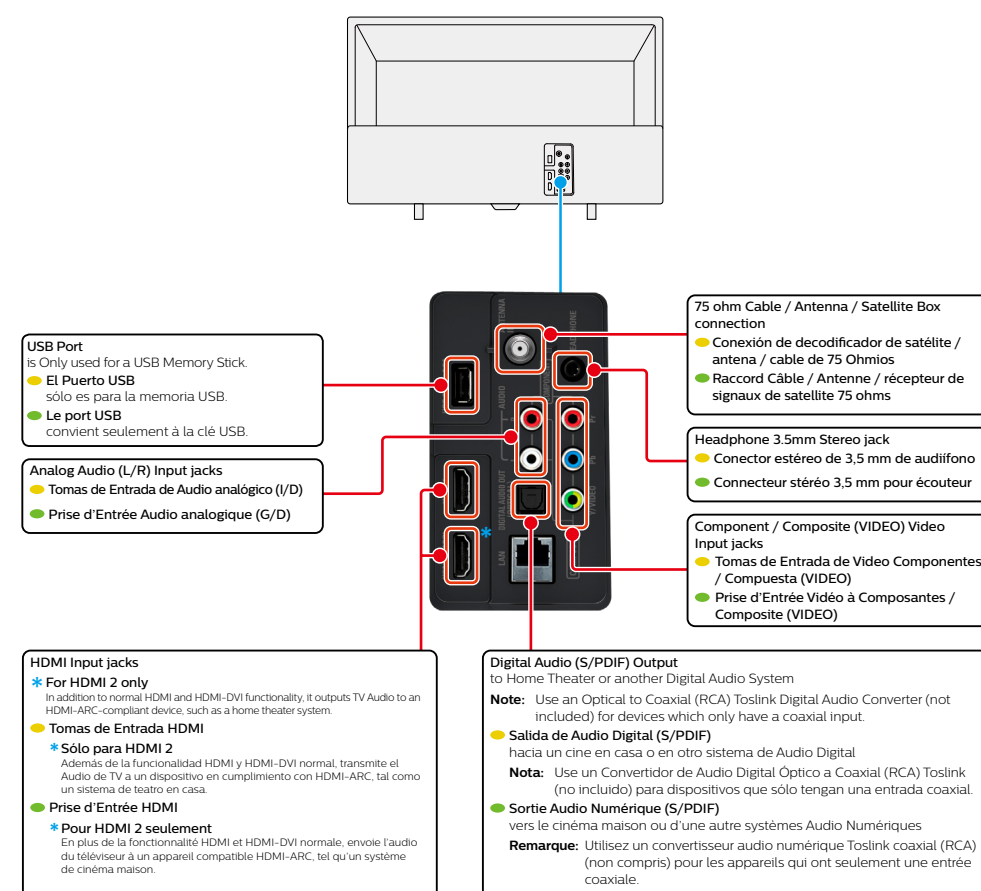 USB Port
is Only used for a USB Memory Stick.
El Puerto USB
sólo es para la memoria USB.
Le port USB
convient seulement à la clé USB.
Analog Audio (L/R) Input jacks
Tomas de Entrada de Audio analógico (I/D)
Prise d'Entrée Audio analogique (G/D)
ANTENNA
HEADPHONE
COMPONENT
AUDIO
Pr
Pb
DIGITAL AUDIO OUT
Y/VIDEO
LAN
*
75 ohm Cable / Antenna / Satellite Box
connection
Conexión de decodificador de satélite /
antena / cable de 75 Ohmios
Raccord Câble / Antenne / récepteur de
signaux de satellite 75 ohms
Headphone 3.5mm Stereo jack
Conector estéreo de 3,5 mm de audiífono
Connecteur stéréo 3,5 mm pour écouteur
Component / Composite (VIDEO) Video
Input jacks
Tomas de Entrada de Video Componentes
/ Compuesta (VIDEO)
Prise d'Entrée Vidéo à Composantes /
Composite (VIDEO)
HDMI Input jacks
* For HDMI 2 only
In addition to normal HDMI and HDMI-DVI functionality, it outputs TV Audio to an
HDMI-ARC-compliant device, such as a home theater system.
Tomas de Entrada HDMI
* Sólo para HDMI 2
Además de la funcionalidad HDMI y HDMI-DVI normal, transmite el
Audio de TV a un dispositivo en cumplimiento con HDMI-ARC, tal como
un sistema de teatro en casa.
Prise d'Entrée HDMI
* Pour HDMI 2 seulement
En plus de la fonctionnalité HDMI et HDMI-DVI normale, envoie l'audio
du téléviseur à un appareil compatible HDMI-ARC, tel qu'un système
de cinéma maison.
Digital Audio (S/PDIF) Output
to Home Theater or another Digital Audio System
Note: Use an Optical to Coaxial (RCA) Toslink Digital Audio Converter (not
included) for devices which only have a coaxial input.
Salida de Audio Digital (S/PDIF)
hacia un cine en casa o en otro sistema de Audio Digital
Nota: Use un Convertidor de Audio Digital Óptico a Coaxial (RCA) Toslink
(no incluido) para dispositivos que sólo tengan una entrada coaxial.
Sortie Audio Numérique (S/PDIF)
vers le cinéma maison ou d'une autre systèmes Audio Numériques
Remarque: Utilisez un convertisseur audio numérique Toslink coaxial (RCA)
(non compris) pour les appareils qui ont seulement une entrée
coaxiale.